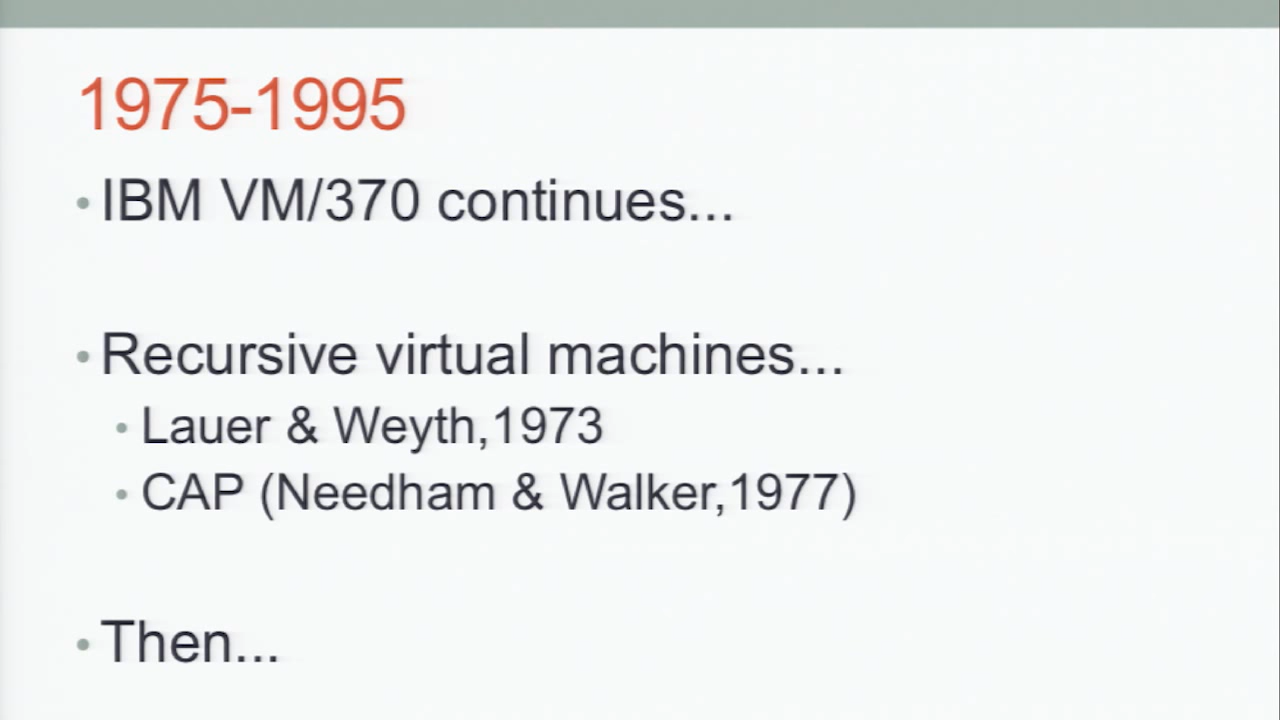 1975-1995
• IBM VM/370 continues...
• Recursive virtual machines...
• Lauer & Weyth,1973
• CAP (Needham & Walker,1977)
• Then...